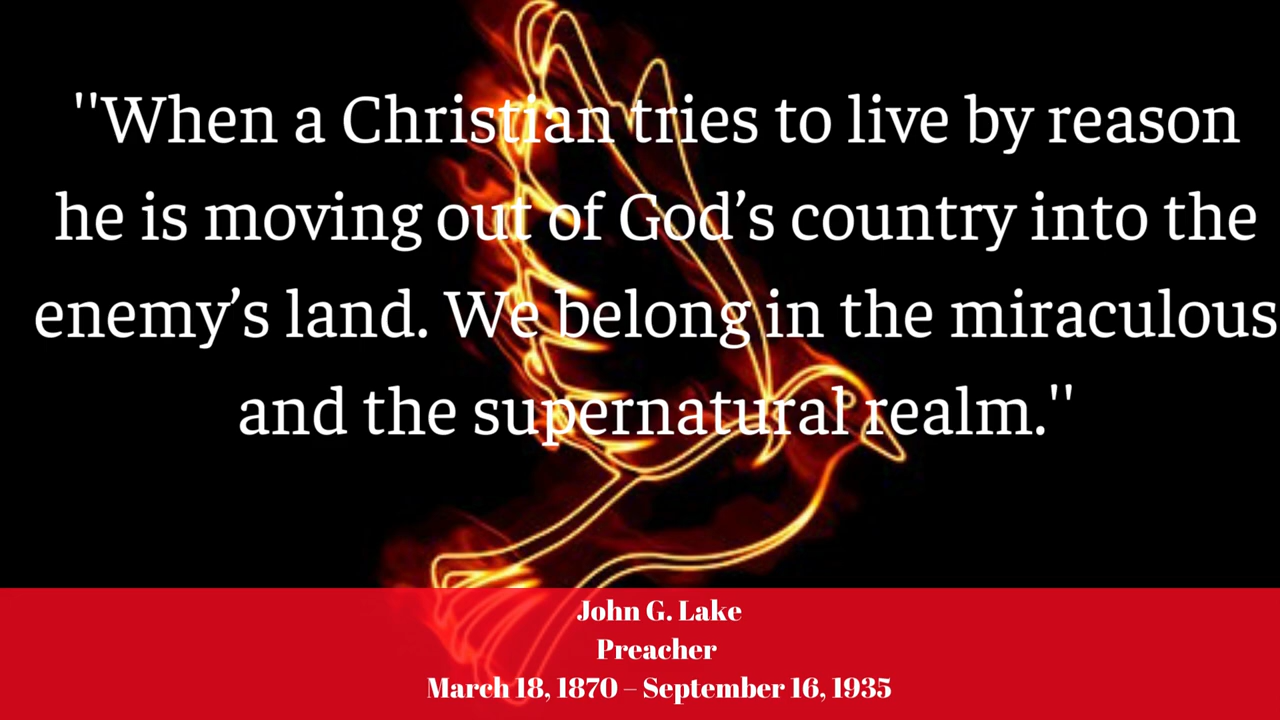 "When a Christian tries to live by reason
he is moving out of God’s country into the
enemy’s land. We belong in the miraculous
and the supernatural realm."
John G. Lake
Preacher
March 18, 1870 – September 16, 1935